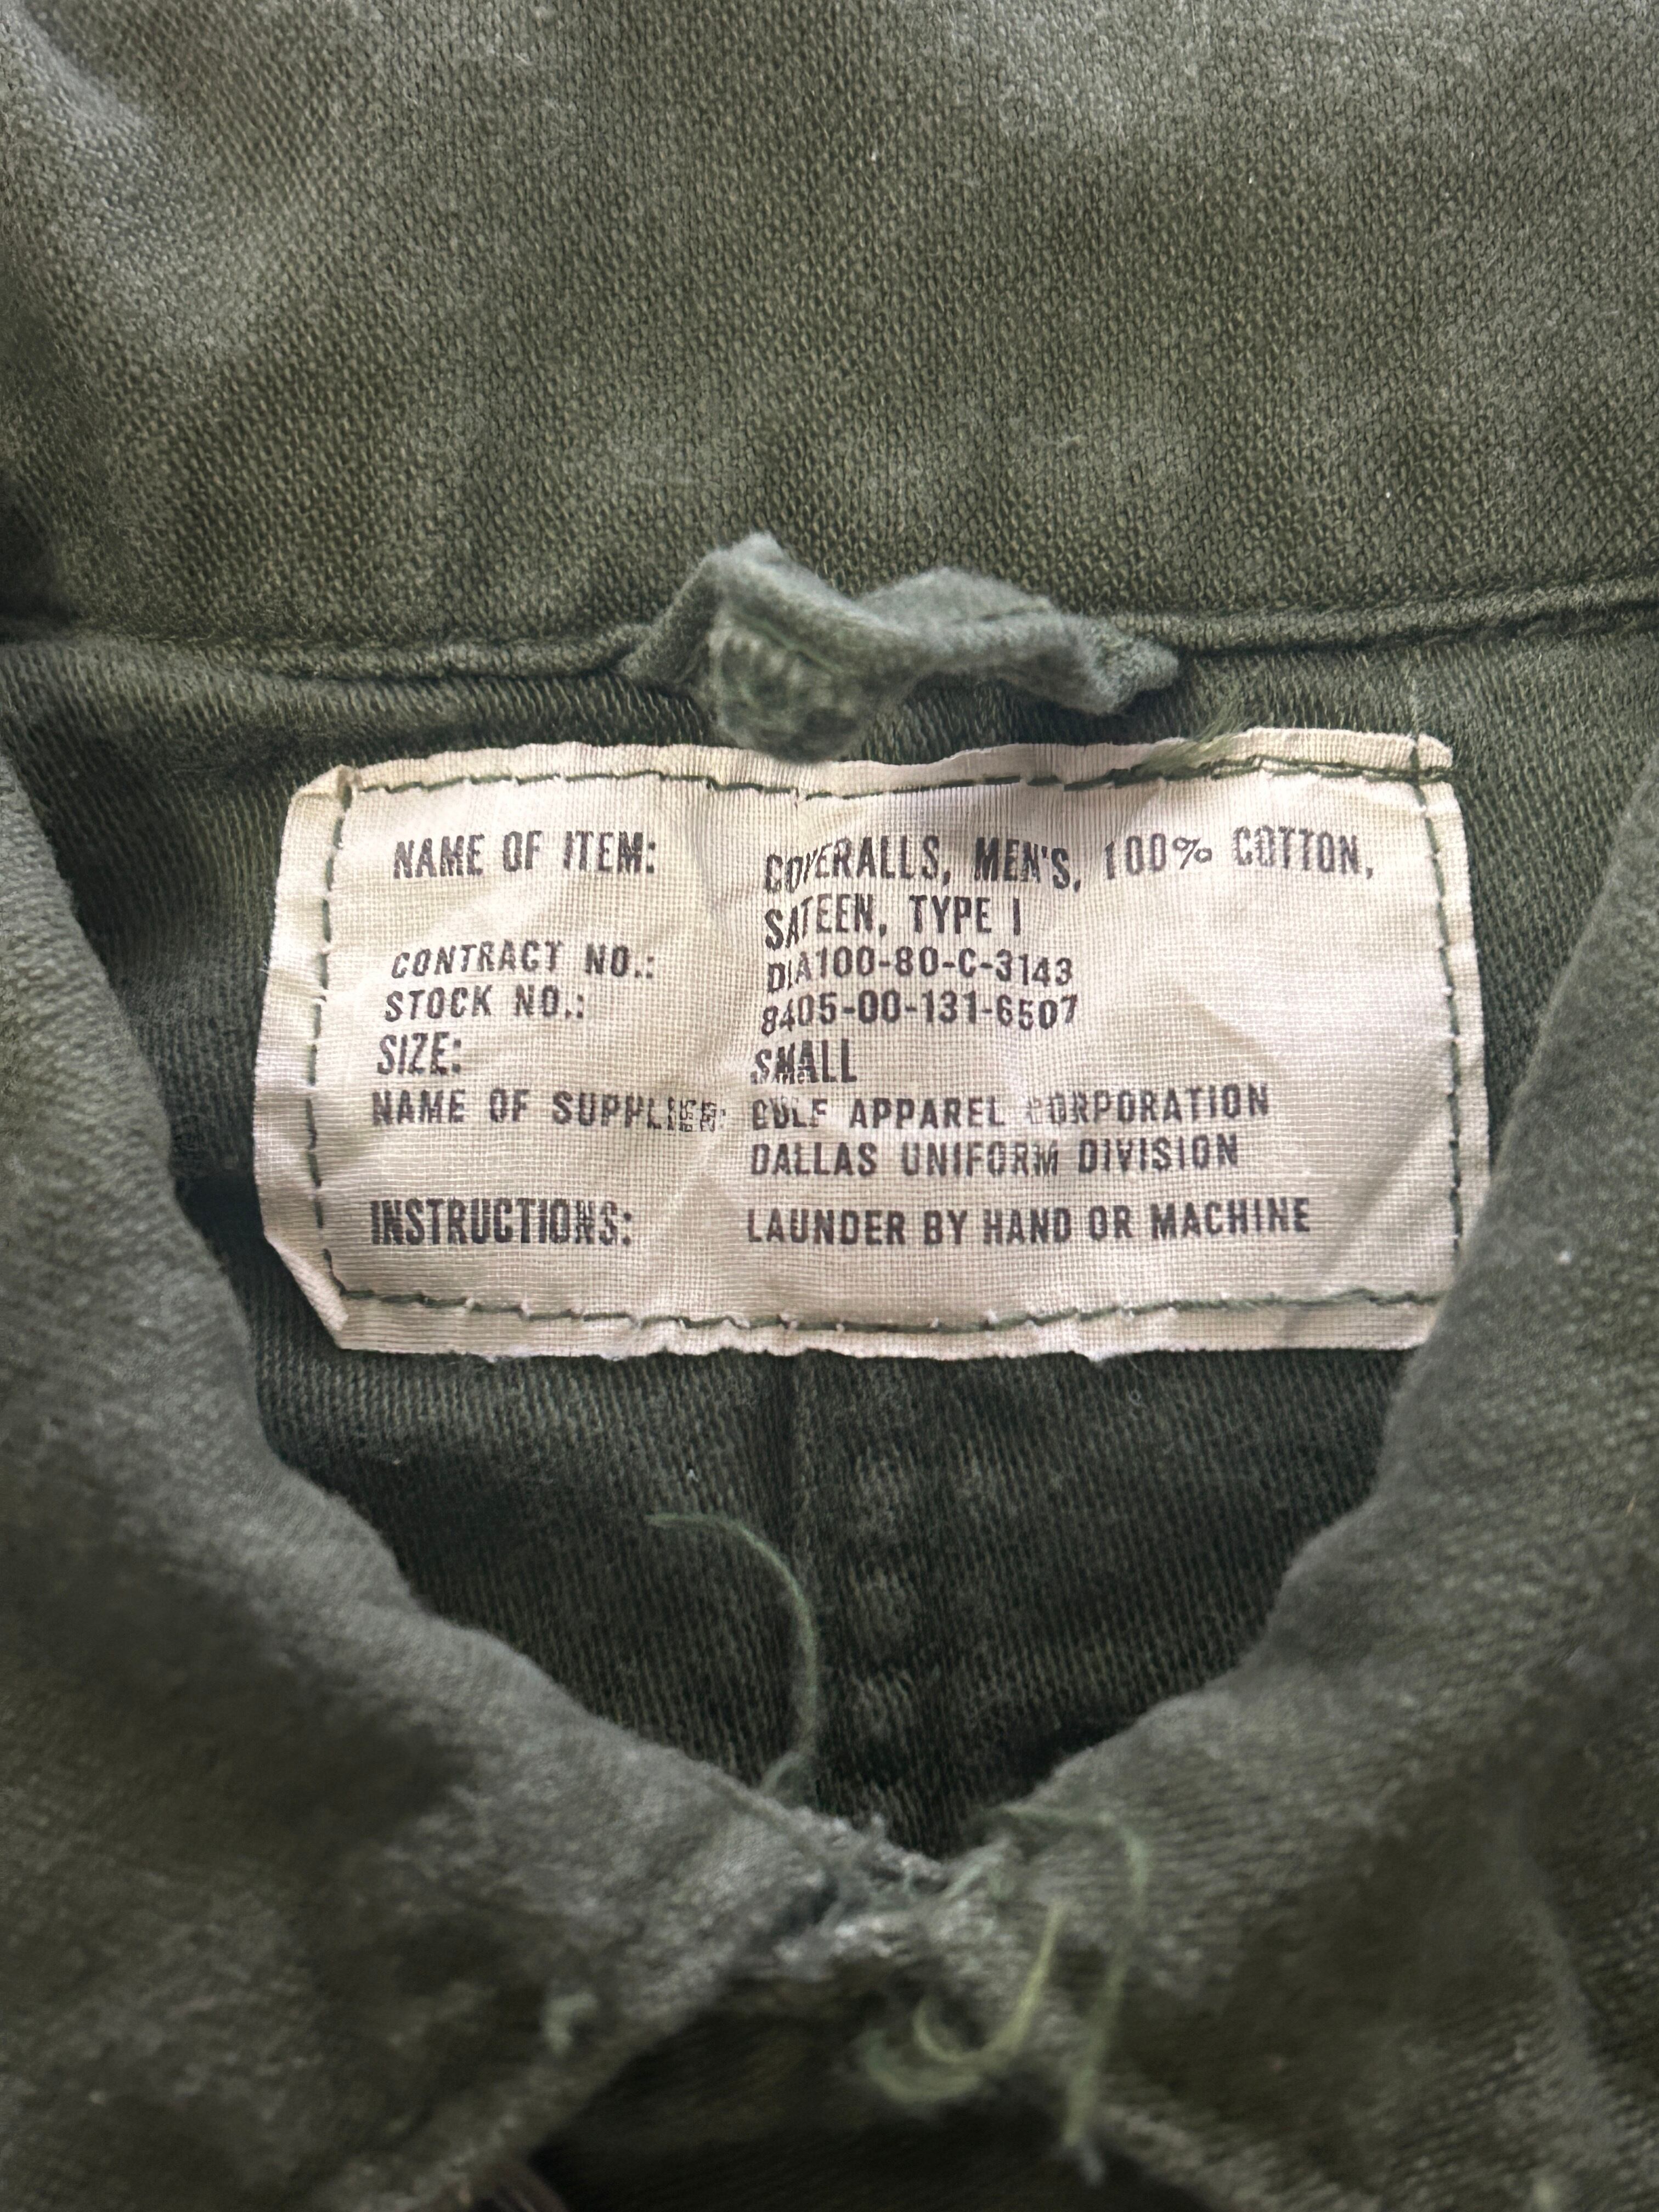 NAME OF ITEM: COVERALLS, MEN'S, 100% COTTON,
SATEEN, TYPE I
CONTRACT NO.: DLA100-80-C-3143
STOCK NO.: 8405-00-131-6507
SIZE: SMALL
NAME OF SUPPLIER: GULF APPAREL CORPORATION
DALLAS UNIFORM DIVISION
INSTRUCTIONS: LAUNDER BY HAND OR MACHINE